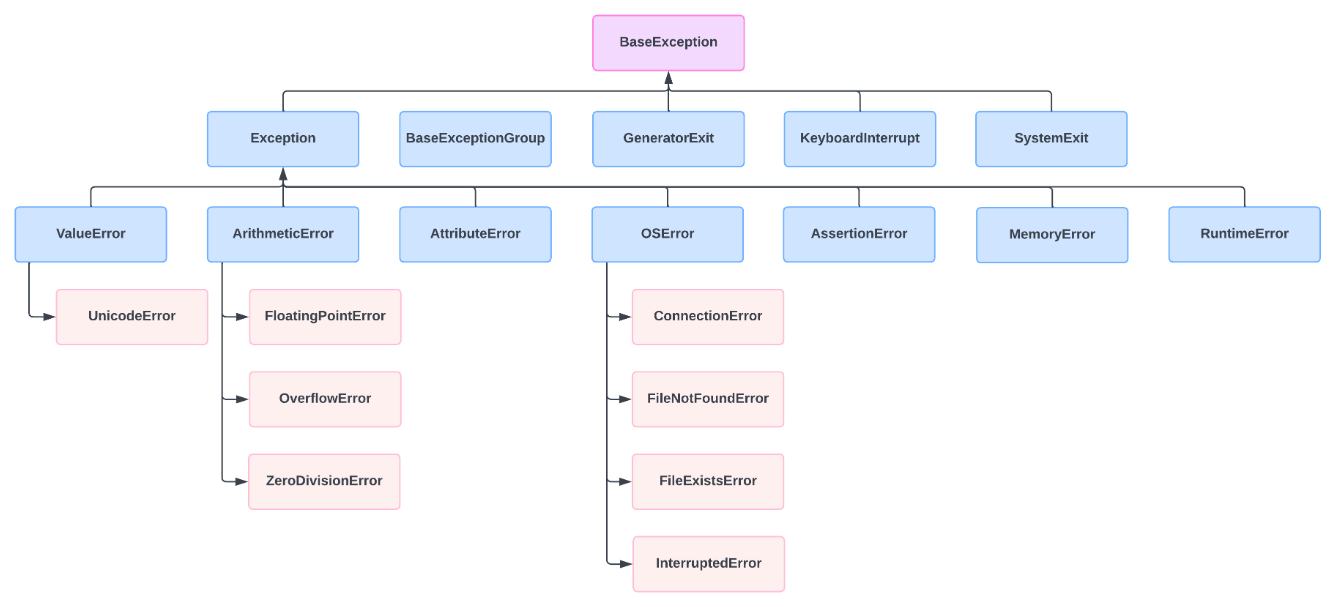 BaseException
Exception
BaseExceptionGroup
GeneratorExit
KeyboardInterrupt
SystemExit
ValueError
ArithmeticError
AttributeError
OSError
AssertionError
MemoryError
RuntimeError
UnicodeError
FloatingPointError
ConnectionError
OverflowError
FileNotFoundError
ZeroDivisionError
FileExistsError
InterruptedError